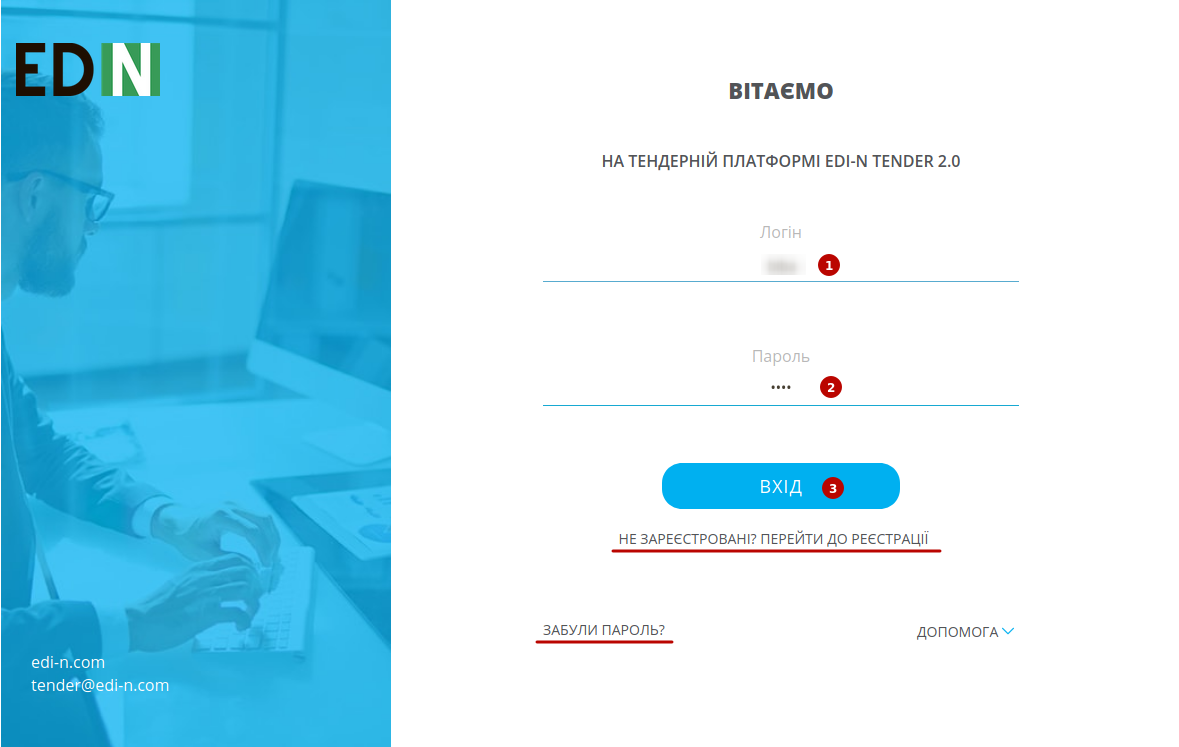 EDIN
ВІТАЄМО
НА ТЕНДЕРНІЙ ПЛАТФОРМІ EDI-N TENDER 2.0
Логін
1
Пароль
•••• 2
ВХІД 3
НЕ ЗАРЕЄСТРОВАНІ? ПЕРЕЙТИ ДО РЕЄСТРАЦІЇ
ЗАБУЛИ ПАРОЛЬ?
ДОПОМОГА
edi-n.com
tender@edi-n.com